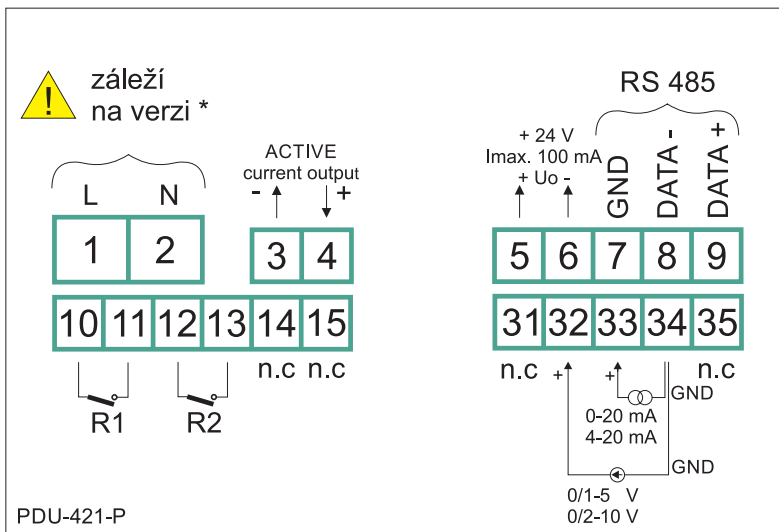 !
záleží
na verzi *
L N
ACTIVE
current output
- +
1 2 3 4
10 11 12 13 14 15
n.c n.c
R1 R2
PDU-421-P
RS 485
+ 24 V
Imax. 100 mA
+ Uo -
GND
DATA -
DATA +
5 6 7 8 9
31 32 33 34 35
n.c + + n.c
GND
0-20 mA
4-20 mA
GND
0/1-5 V
0/2-10 V